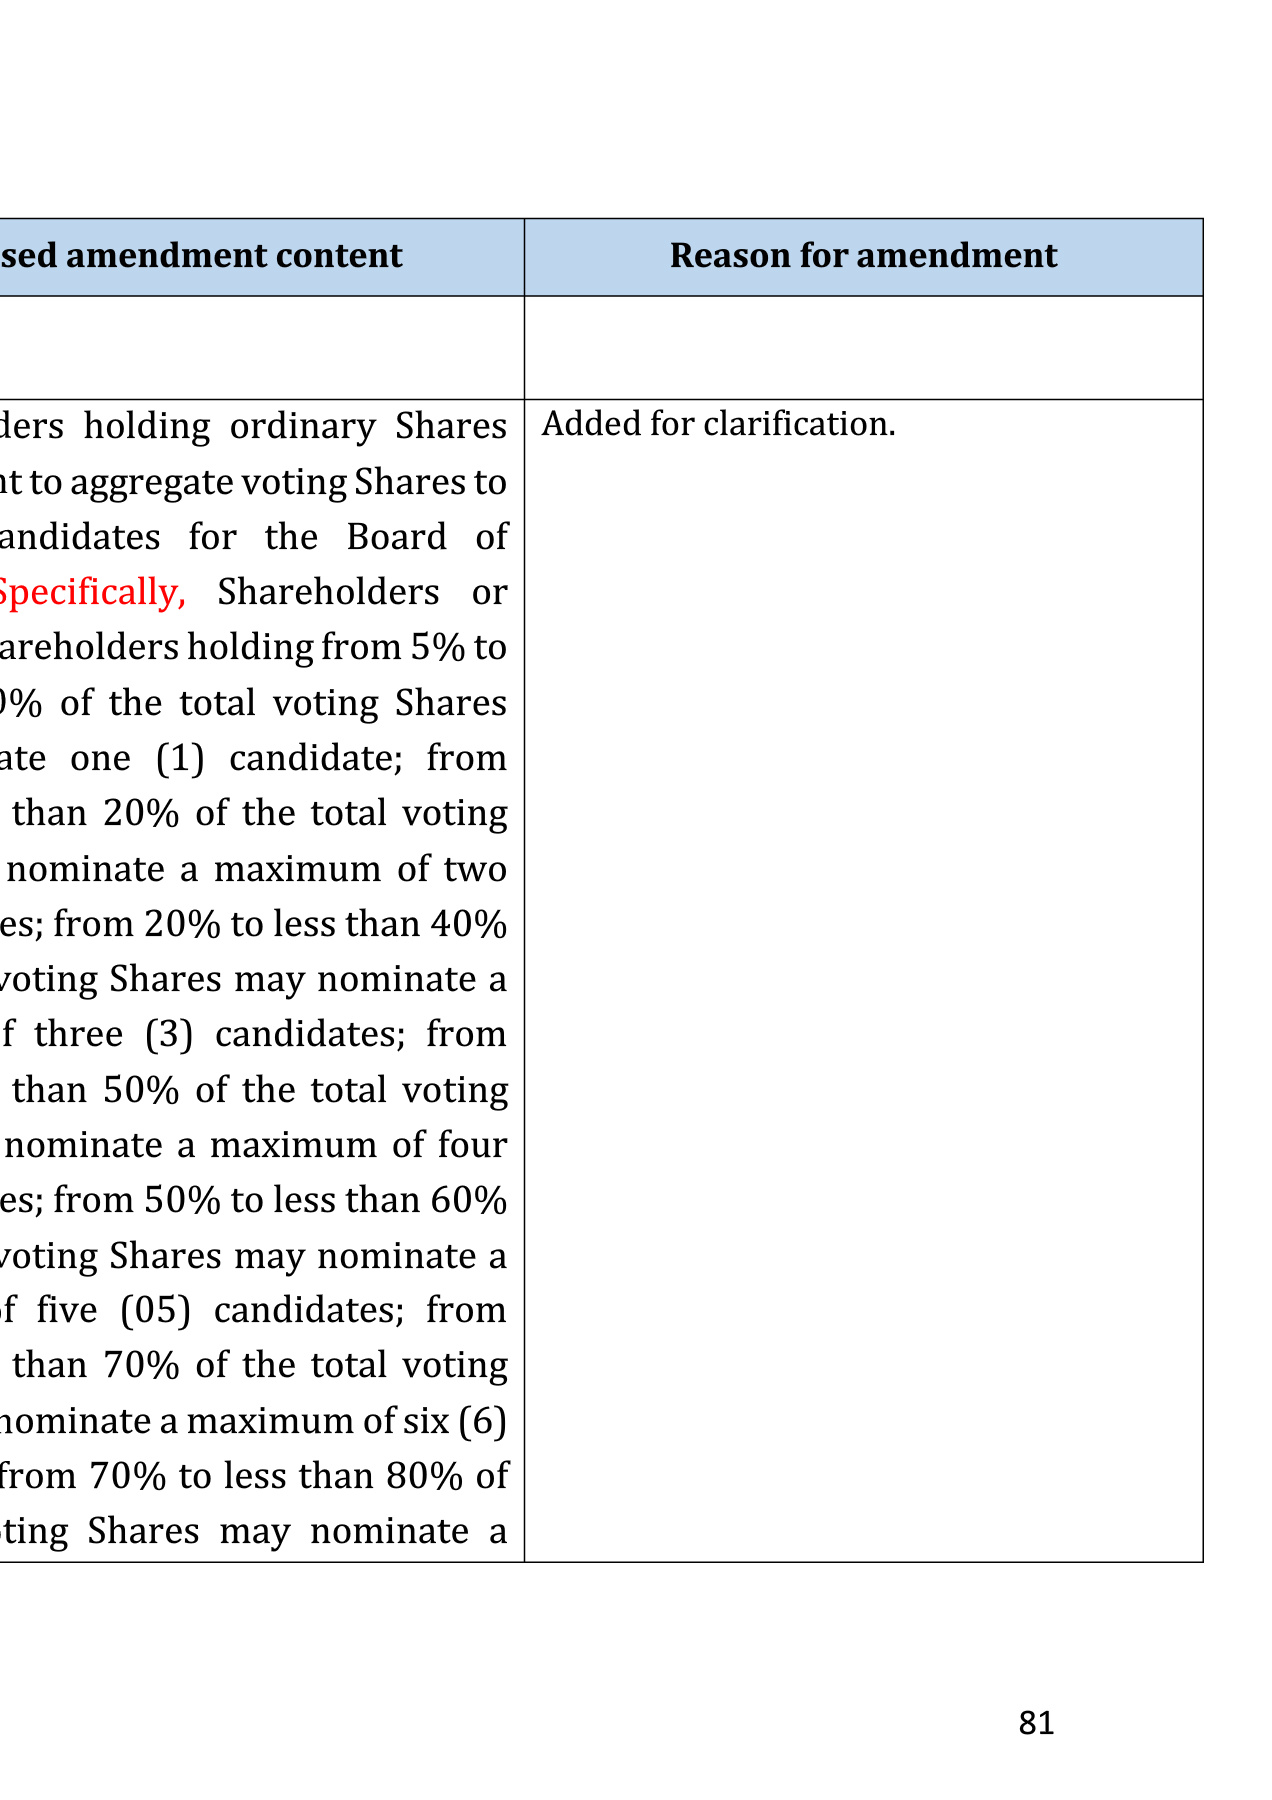 sed amendment content
Reason for amendment
ders holding ordinary Shares
Added for clarification.
nt to aggregate voting Shares to
andidates for the Board of
Specifically, Shareholders or
areholders holding from 5% to
0% of the total voting Shares
ate one (1) candidate; from
than 20% of the total voting
nominate a maximum of two
es; from 20% to less than 40%
voting Shares may nominate a
f three (3) candidates; from
than 50% of the total voting
nominate a maximum of four
es; from 50% to less than 60%
voting Shares may nominate a
of five (05) candidates; from
than 70% of the total voting
nominate a maximum of six (6)
from 70% to less than 80% of
oting Shares may nominate a
81